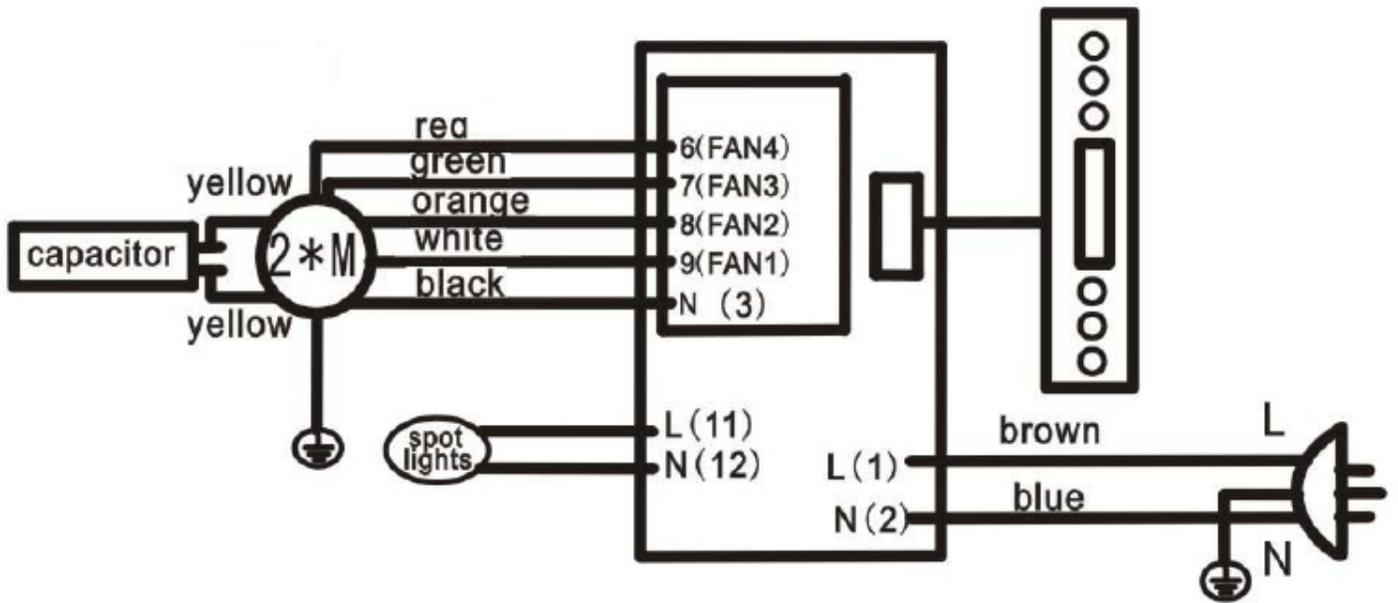 red
green
yellow
orange
white
capacitor
2*M
black
yellow
6(FAN4)
7(FAN3)
8(FAN2)
9(FAN1)
N (3)
spot
lights
L(11)
N(12)
L(1)
N(2)
brown
blue
L
N